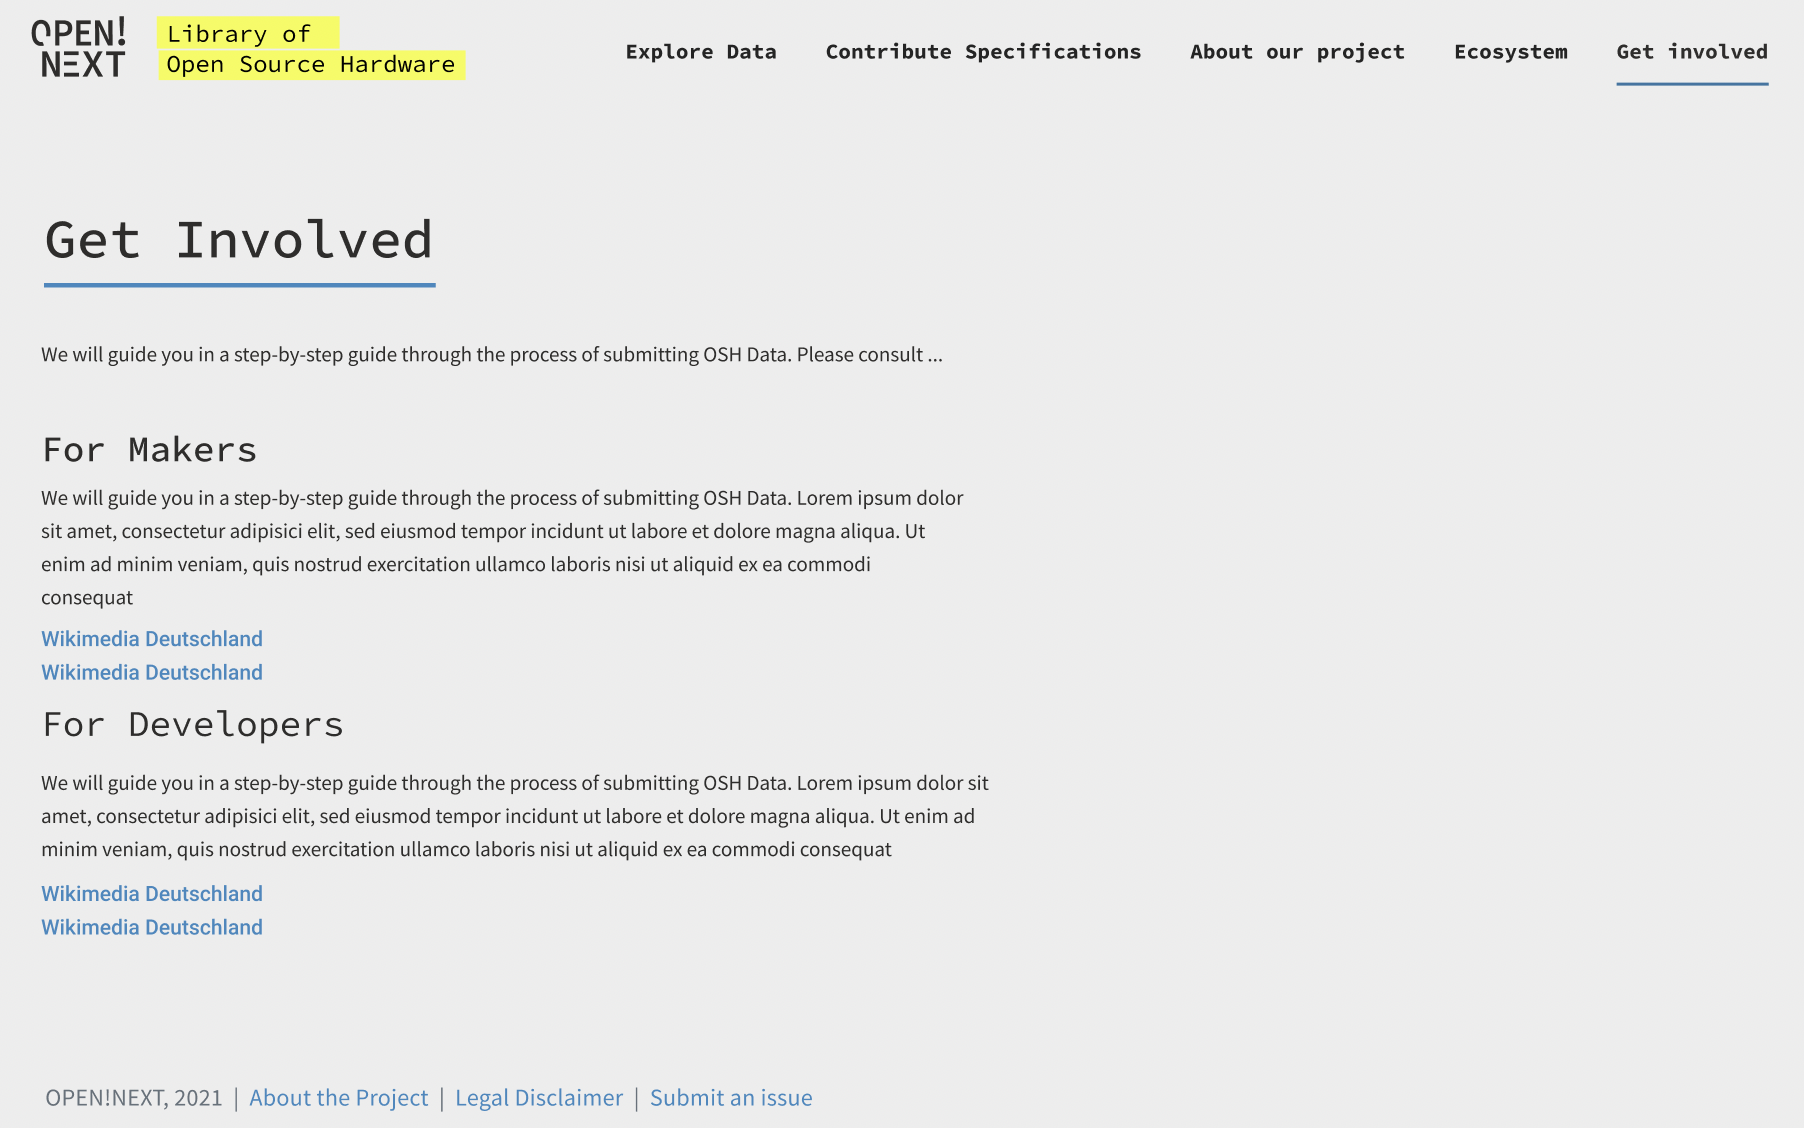 OPEN!
NEXT
Library of
Open Source Hardware
Explore Data
Contribute Specifications
About our project
Ecosystem
Get involved
Get Involved
We will guide you in a step-by-step guide through the process of submitting OSH Data. Please consult ...
For Makers
We will guide you in a step-by-step guide through the process of submitting OSH Data. Lorem ipsum dolor
sit amet, consectetur adipisici elit, sed eiusmod tempor incidunt ut labore et dolore magna aliqua. Ut
enim ad minim veniam, quis nostrud exercitation ullamco laboris nisi ut aliquid ex ea commodi
consequat
Wikimedia Deutschland
Wikimedia Deutschland
For Developers
We will guide you in a step-by-step guide through the process of submitting OSH Data. Lorem ipsum dolor sit
amet, consectetur adipisici elit, sed eiusmod tempor incidunt ut labore et dolore magna aliqua. Ut enim ad
minim veniam, quis nostrud exercitation ullamco laboris nisi ut aliquid ex ea commodi consequat
Wikimedia Deutschland
Wikimedia Deutschland
OPEN!NEXT, 2021 | About the Project | Legal Disclaimer | Submit an issue